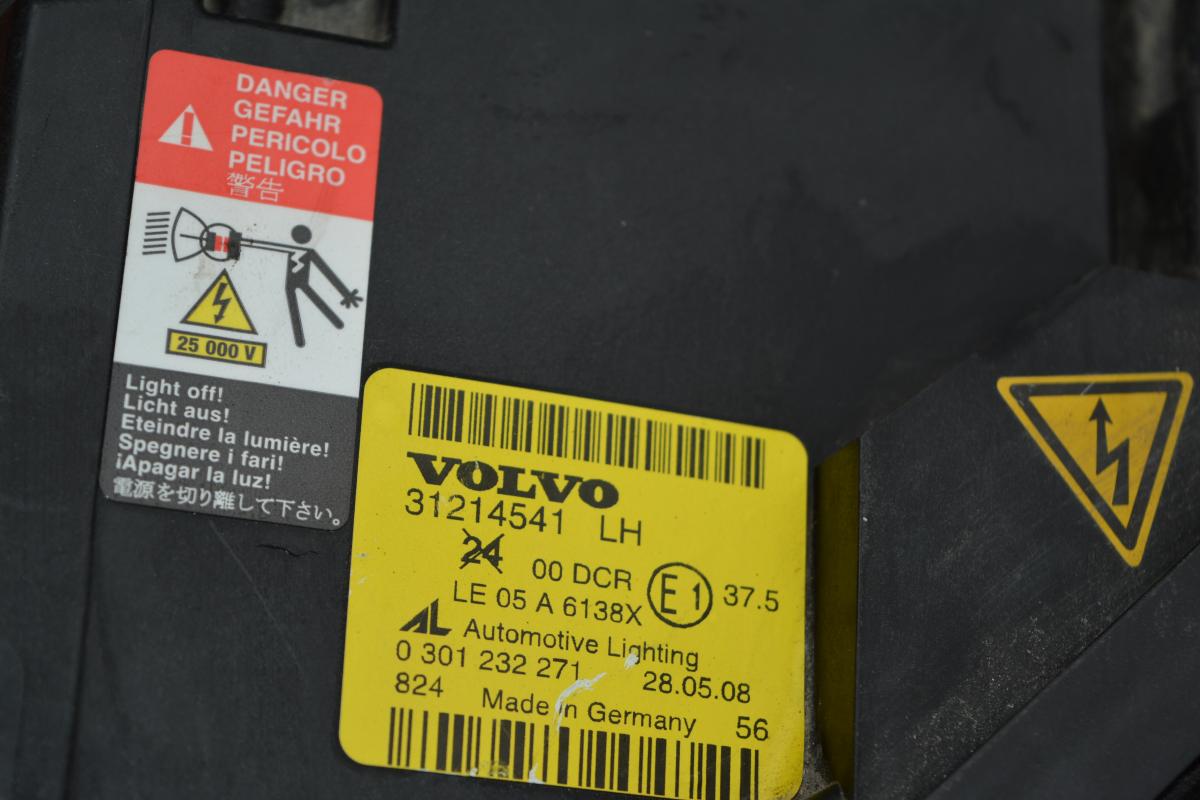 DANGER
GEFAHR
PERICOLO
PELIGRO
警告
25 000 V
Light off!
Licht aus!
Eteindre la lumière!
Spegnere i fari!
¡Apagar la luz!
電源を切り離して下さい。
VOLVO
31214541 LH
24 00 DCR E1 37.5
LE 05 A 6138X
AL Automotive Lighting
0 301 232 271 28.05.08
824 Made in Germany 56